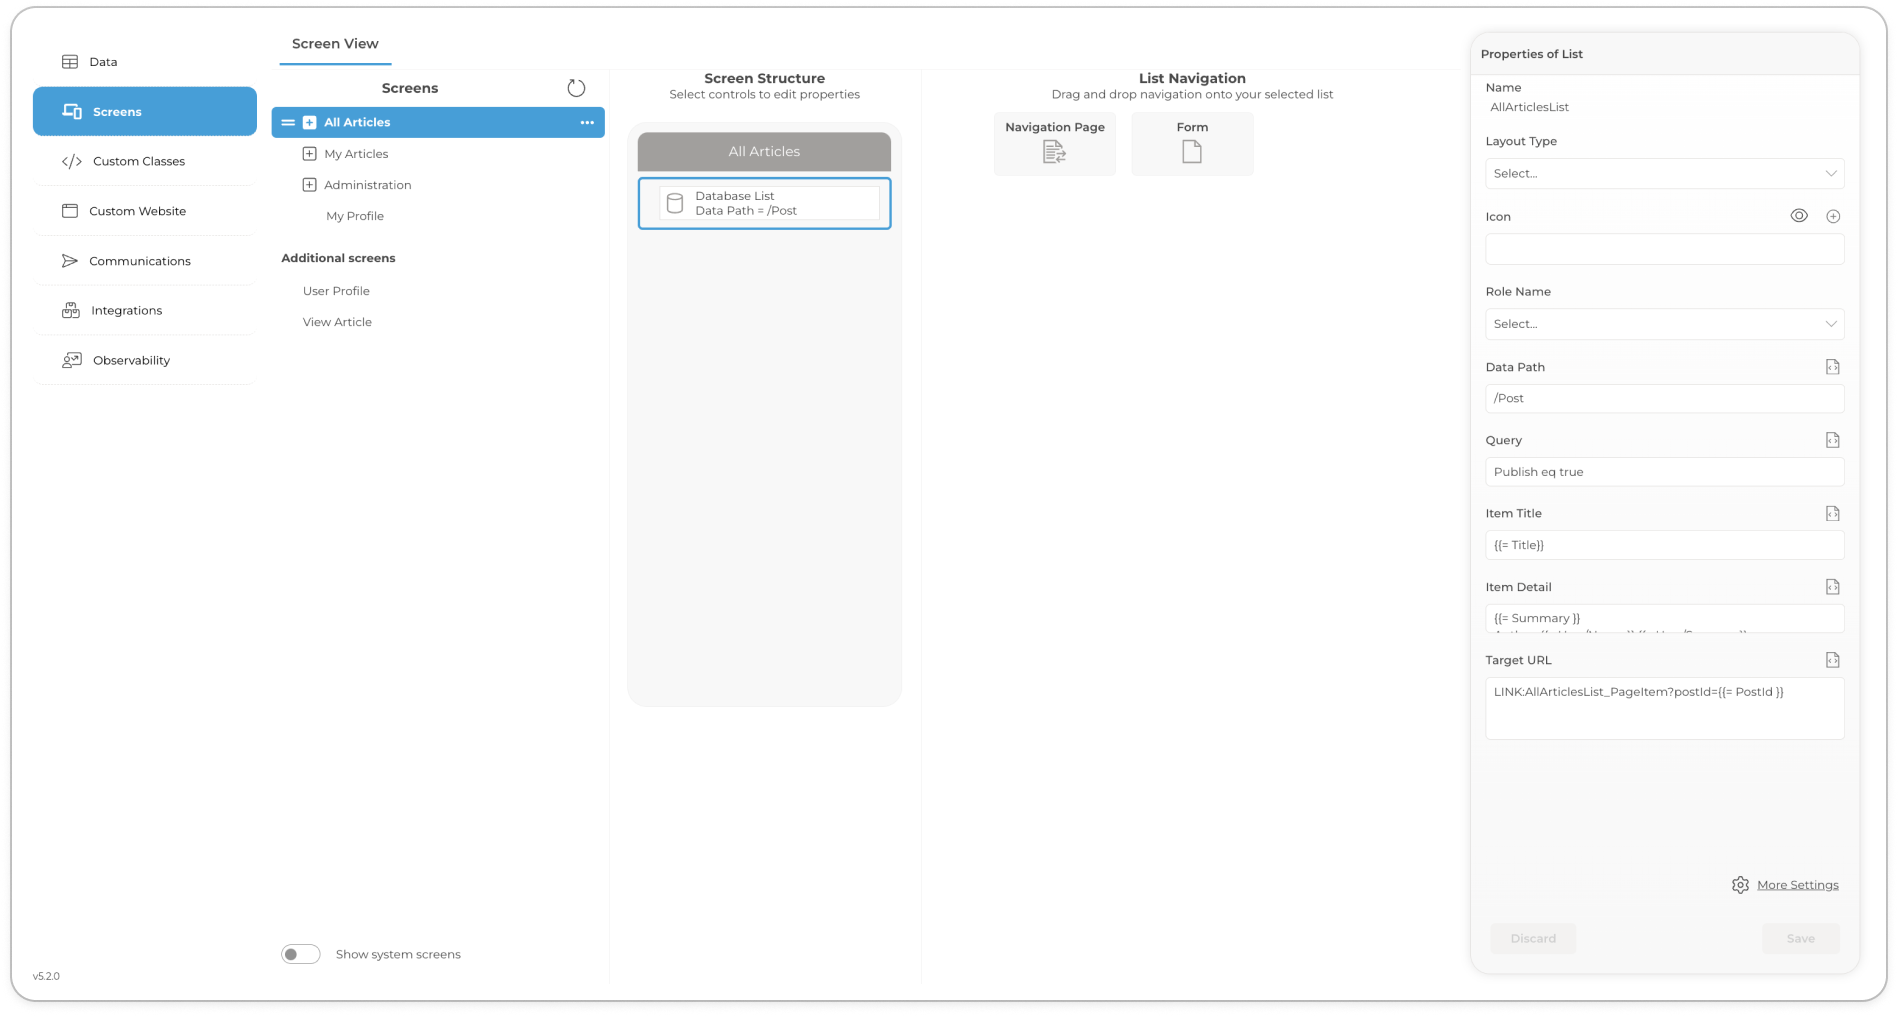 Data
Screens
Custom Classes
Custom Website
Communications
Integrations
Observability
v5.2.0
Screen View
Screens
All Articles
My Articles
Administration
My Profile
Additional screens
User Profile
View Article
Show system screens
Screen Structure
Select controls to edit properties
All Articles
Database List
Data Path = /Post
List Navigation
Drag and drop navigation onto your selected list
Navigation Page
Form
Properties of List
Name
AllArticlesList
Layout Type
Select...
Icon
Role Name
Select...
Data Path
/Post
Query
Publish eq true
Item Title
{{= Title}}
Item Detail
{{= Summary }}
Target URL
LINK:AllArticlesList_PageItem?postId={{= PostId }}
More Settings
Discard
Save